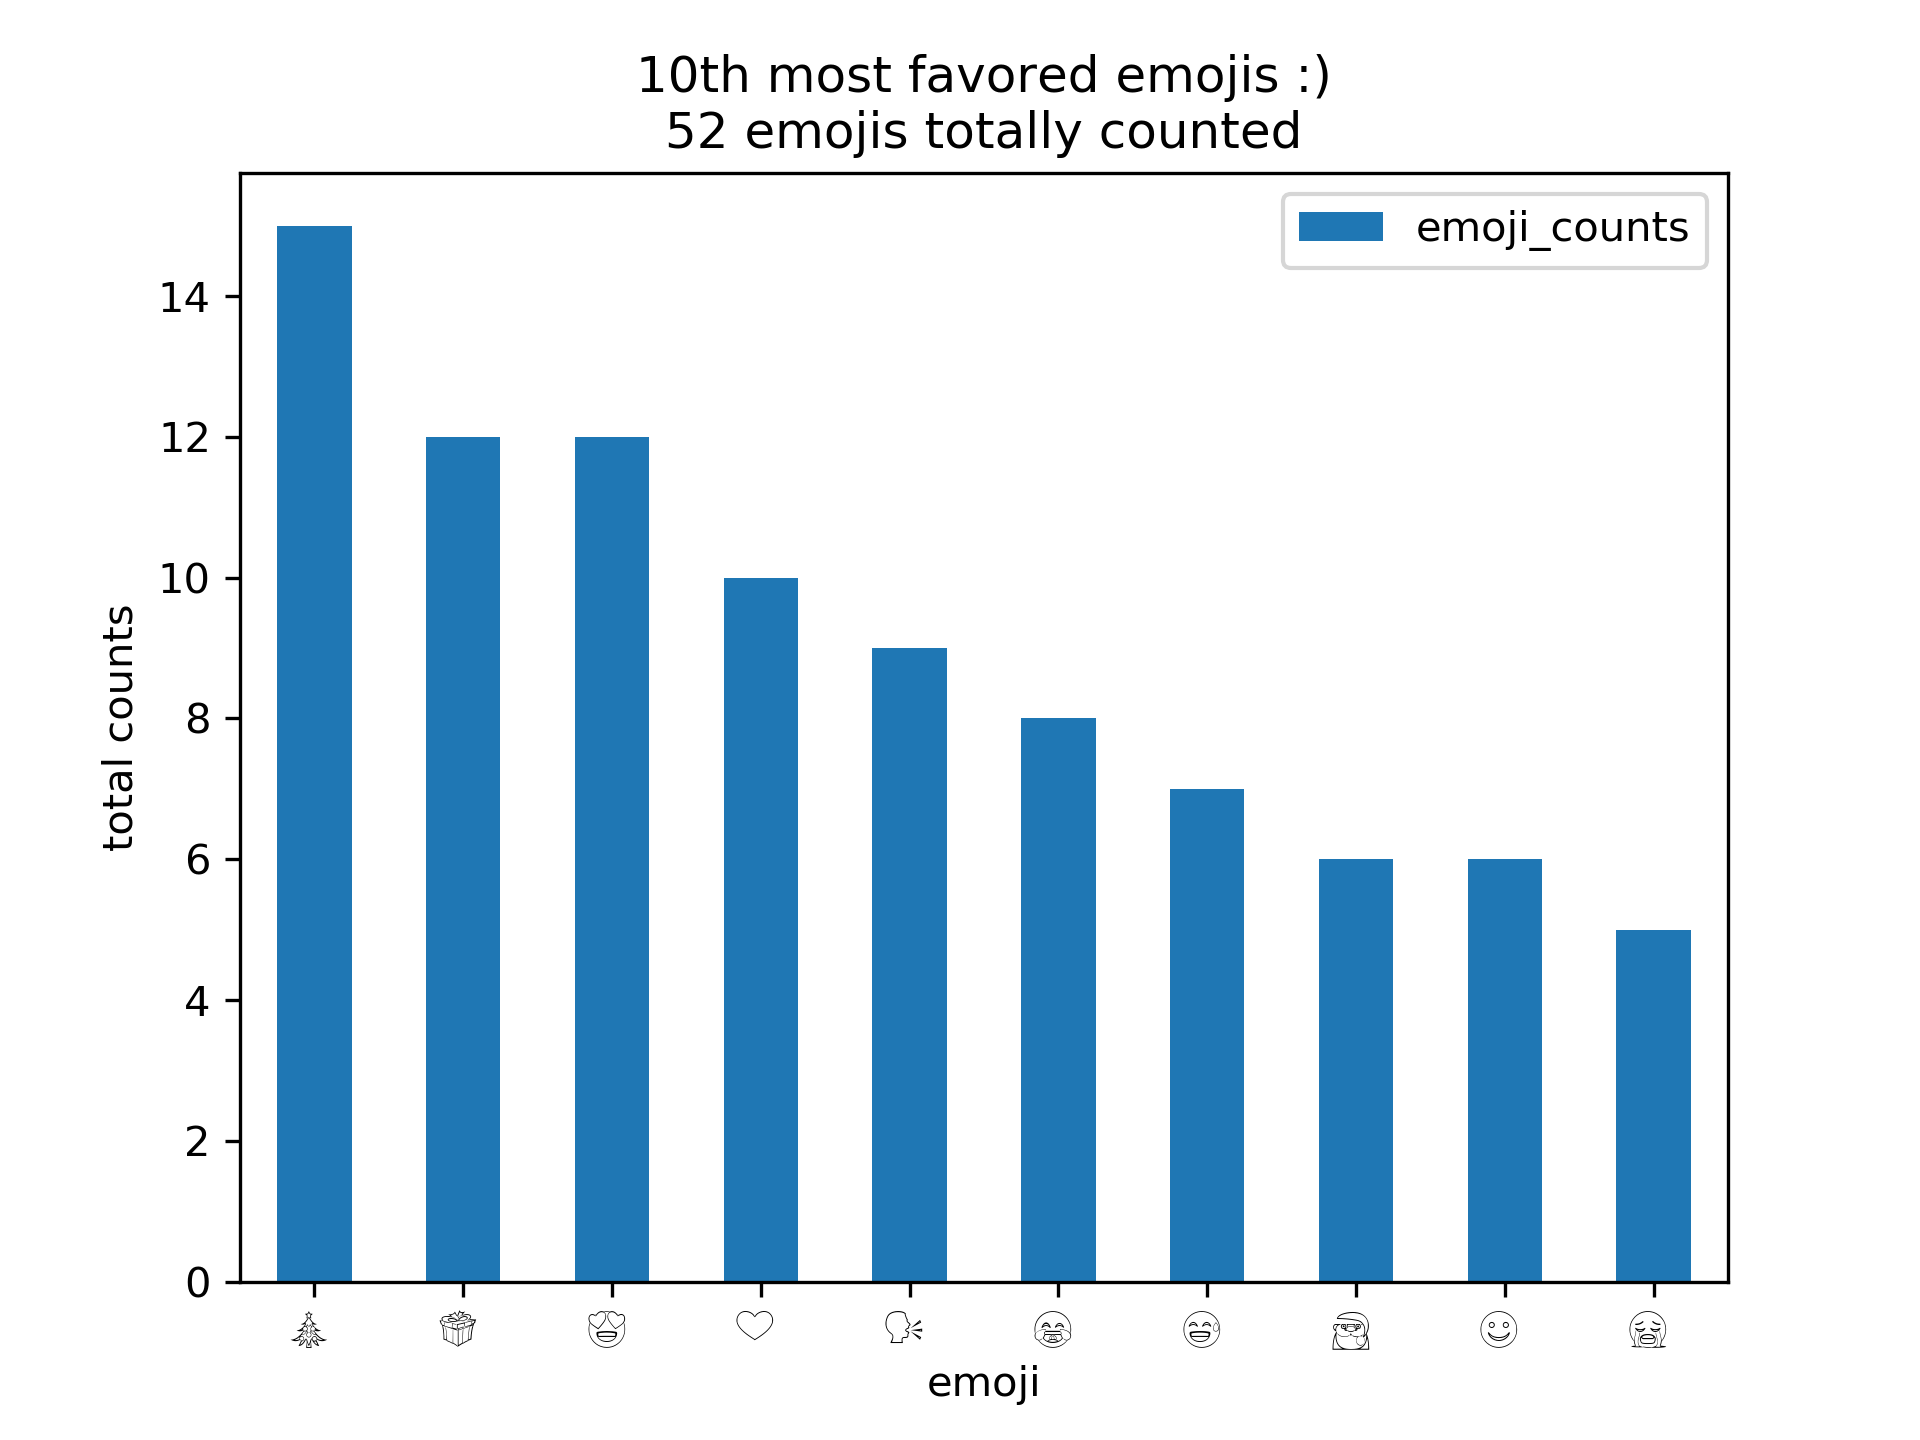 10th most favored emojis :)
52 emojis totally counted
emoji_counts
14
12
10
8
6
4
2
0
total counts
🎄 🎁 😍 ❤ 🗣 😂 😅 🎅 ☺ 😭
emoji